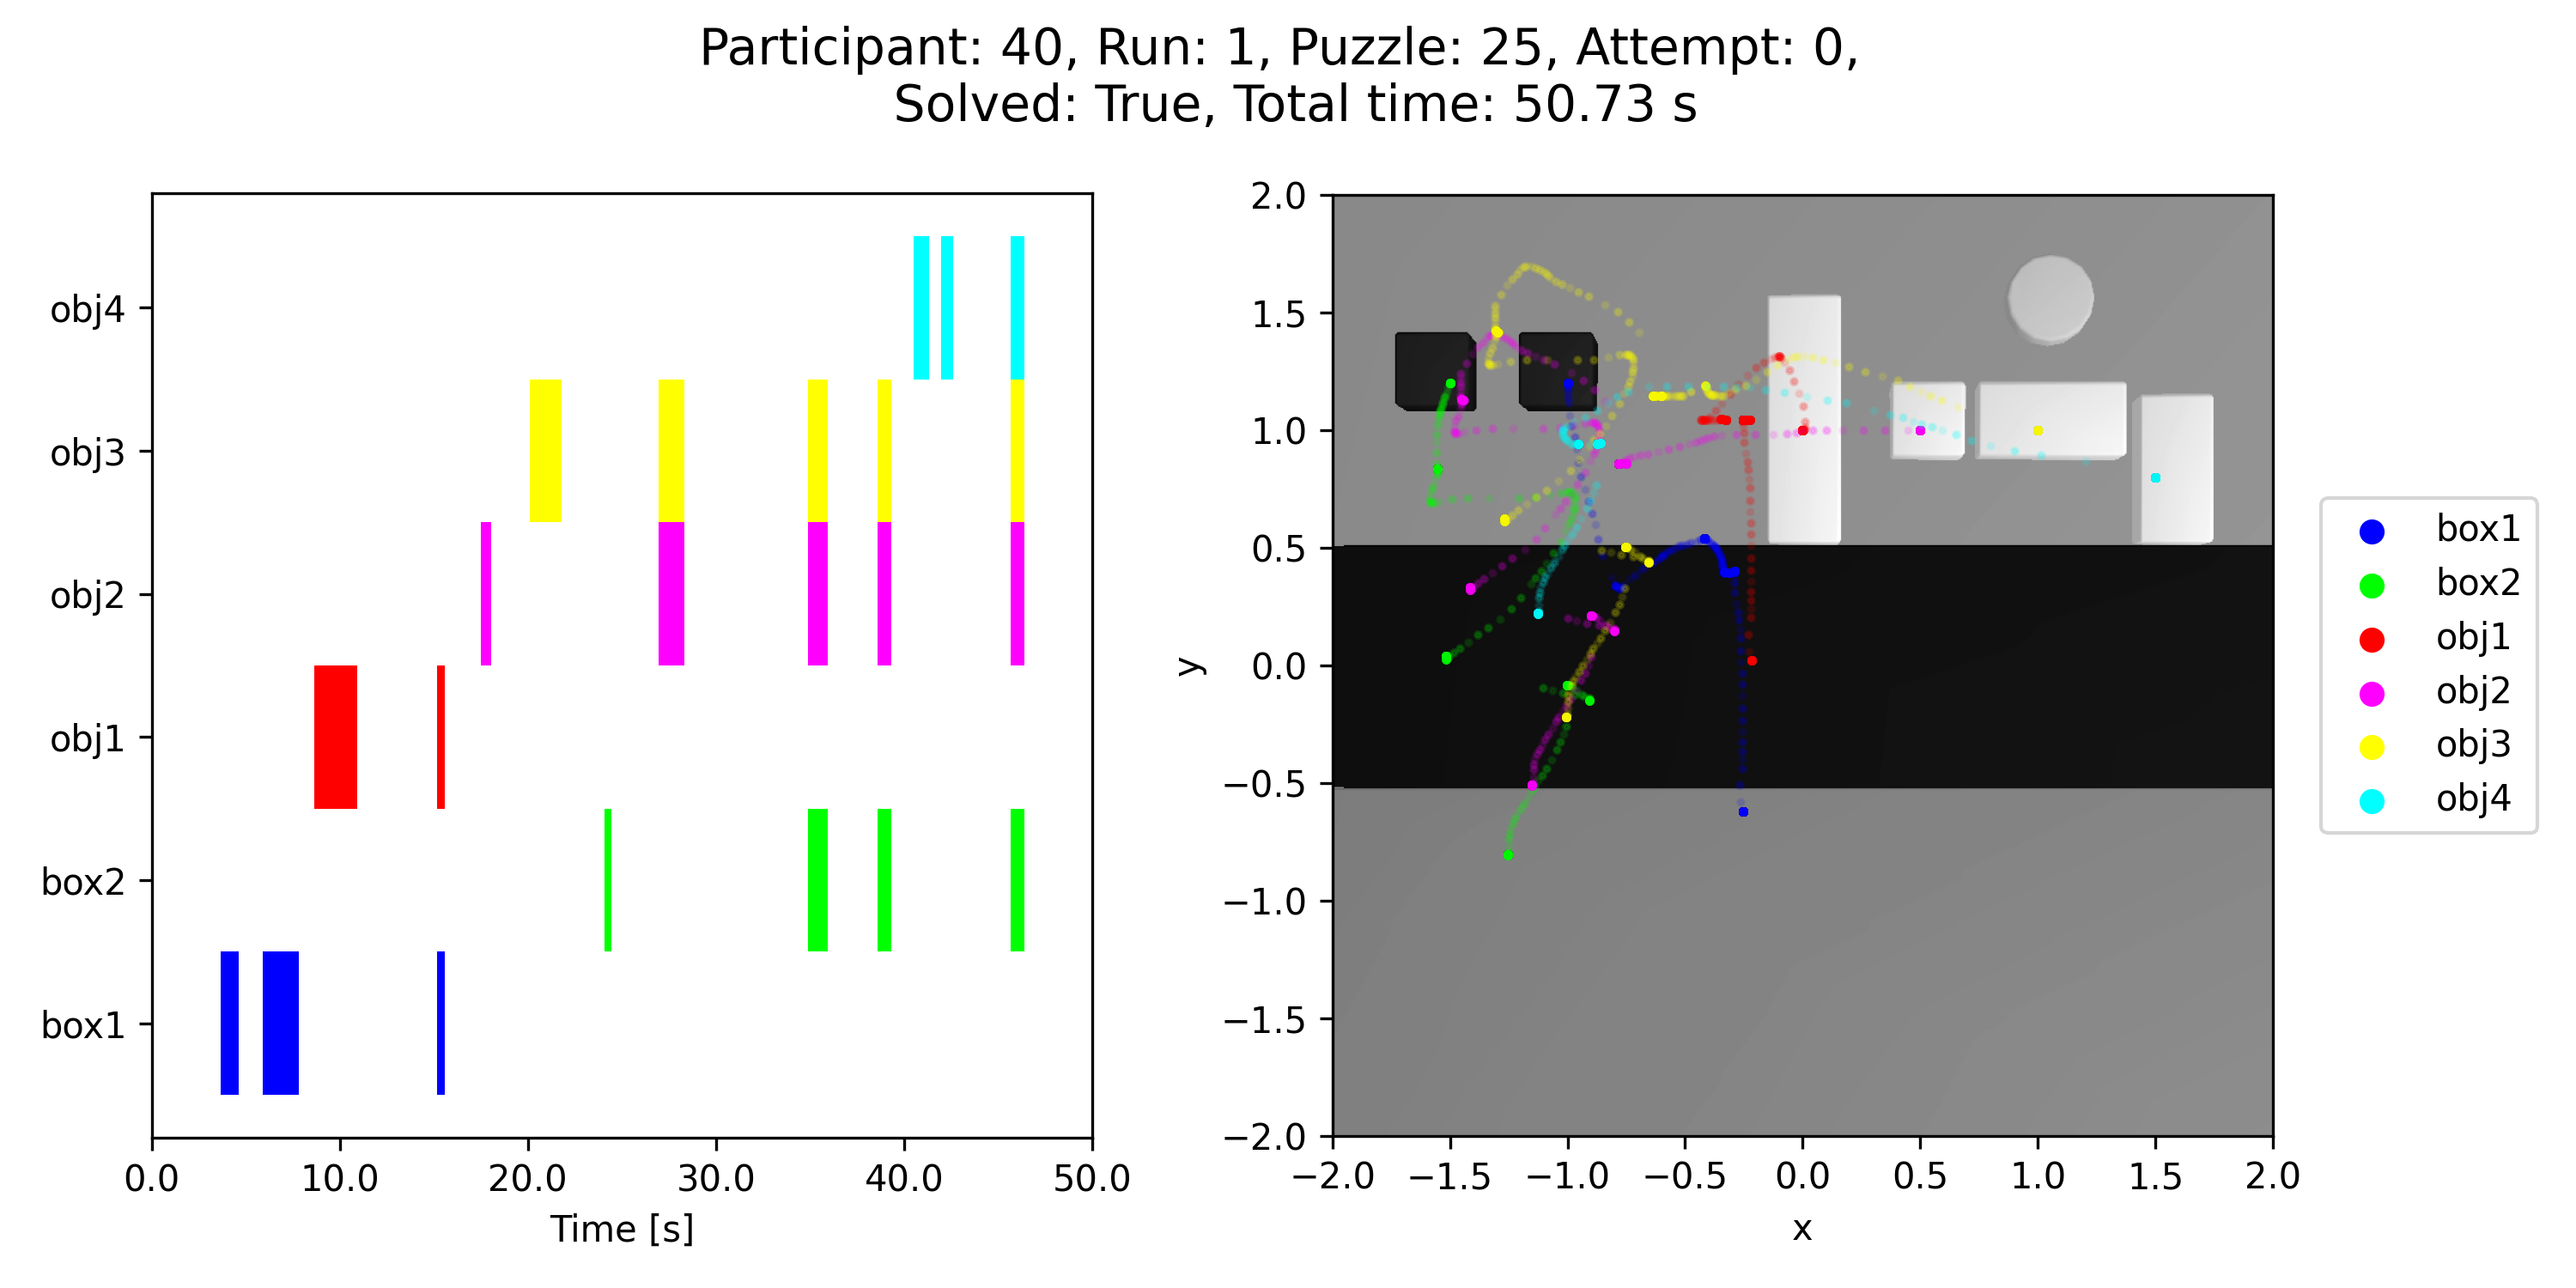 Participant: 40, Run: 1, Puzzle: 25, Attempt: 0,
Solved: True, Total time: 50.73 s
obj4
obj3
obj2
obj1
box2
box1
0.0 10.0 20.0 30.0 40.0 50.0
Time [s]
2.0
1.5
1.0
0.5
0.0
−0.5
−1.0
−1.5
−2.0
y
−2.0 −1.5 −1.0 −0.5 0.0 0.5 1.0 1.5 2.0
x
box1
box2
obj1
obj2
obj3
obj4